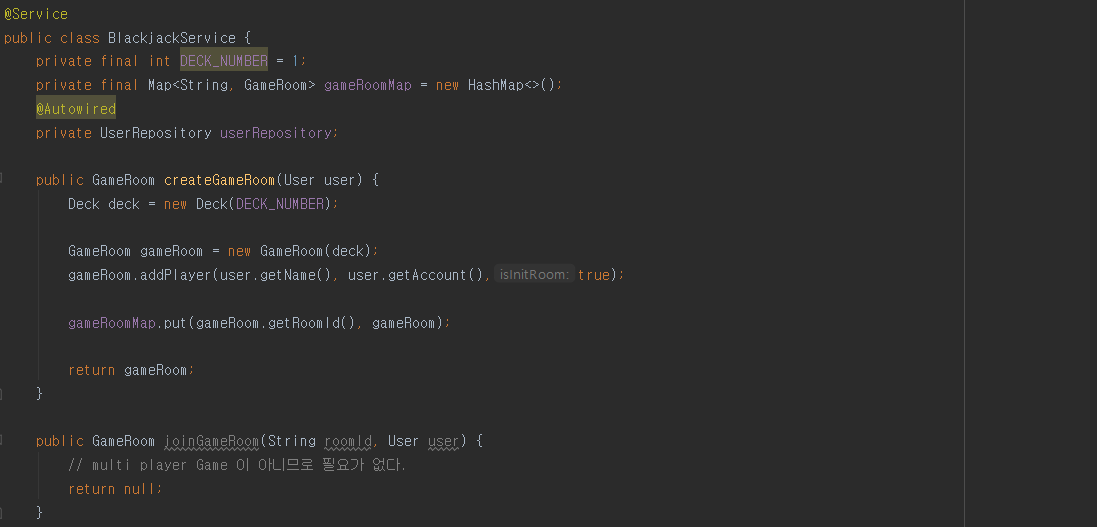 @Service
public class BlackjackService {
    private final int DECK_NUMBER = 1;
    private final Map<String, GameRoom> gameRoomMap = new HashMap<>();
    @Autowired
    private UserRepository userRepository;
    public GameRoom createGameRoom(User user) {
        Deck deck = new Deck(DECK_NUMBER);
        GameRoom gameRoom = new GameRoom(deck);
        gameRoom.addPlayer(user.getName(), user.getAccount(), isInitRoom: true);
        gameRoomMap.put(gameRoom.getRoomId(), gameRoom);
        return gameRoom;
    }
    public GameRoom joinGameRoom(String roomId, User user) {
        // multi player Game 이 아니므로 필요가 없다.
        return null;
    }